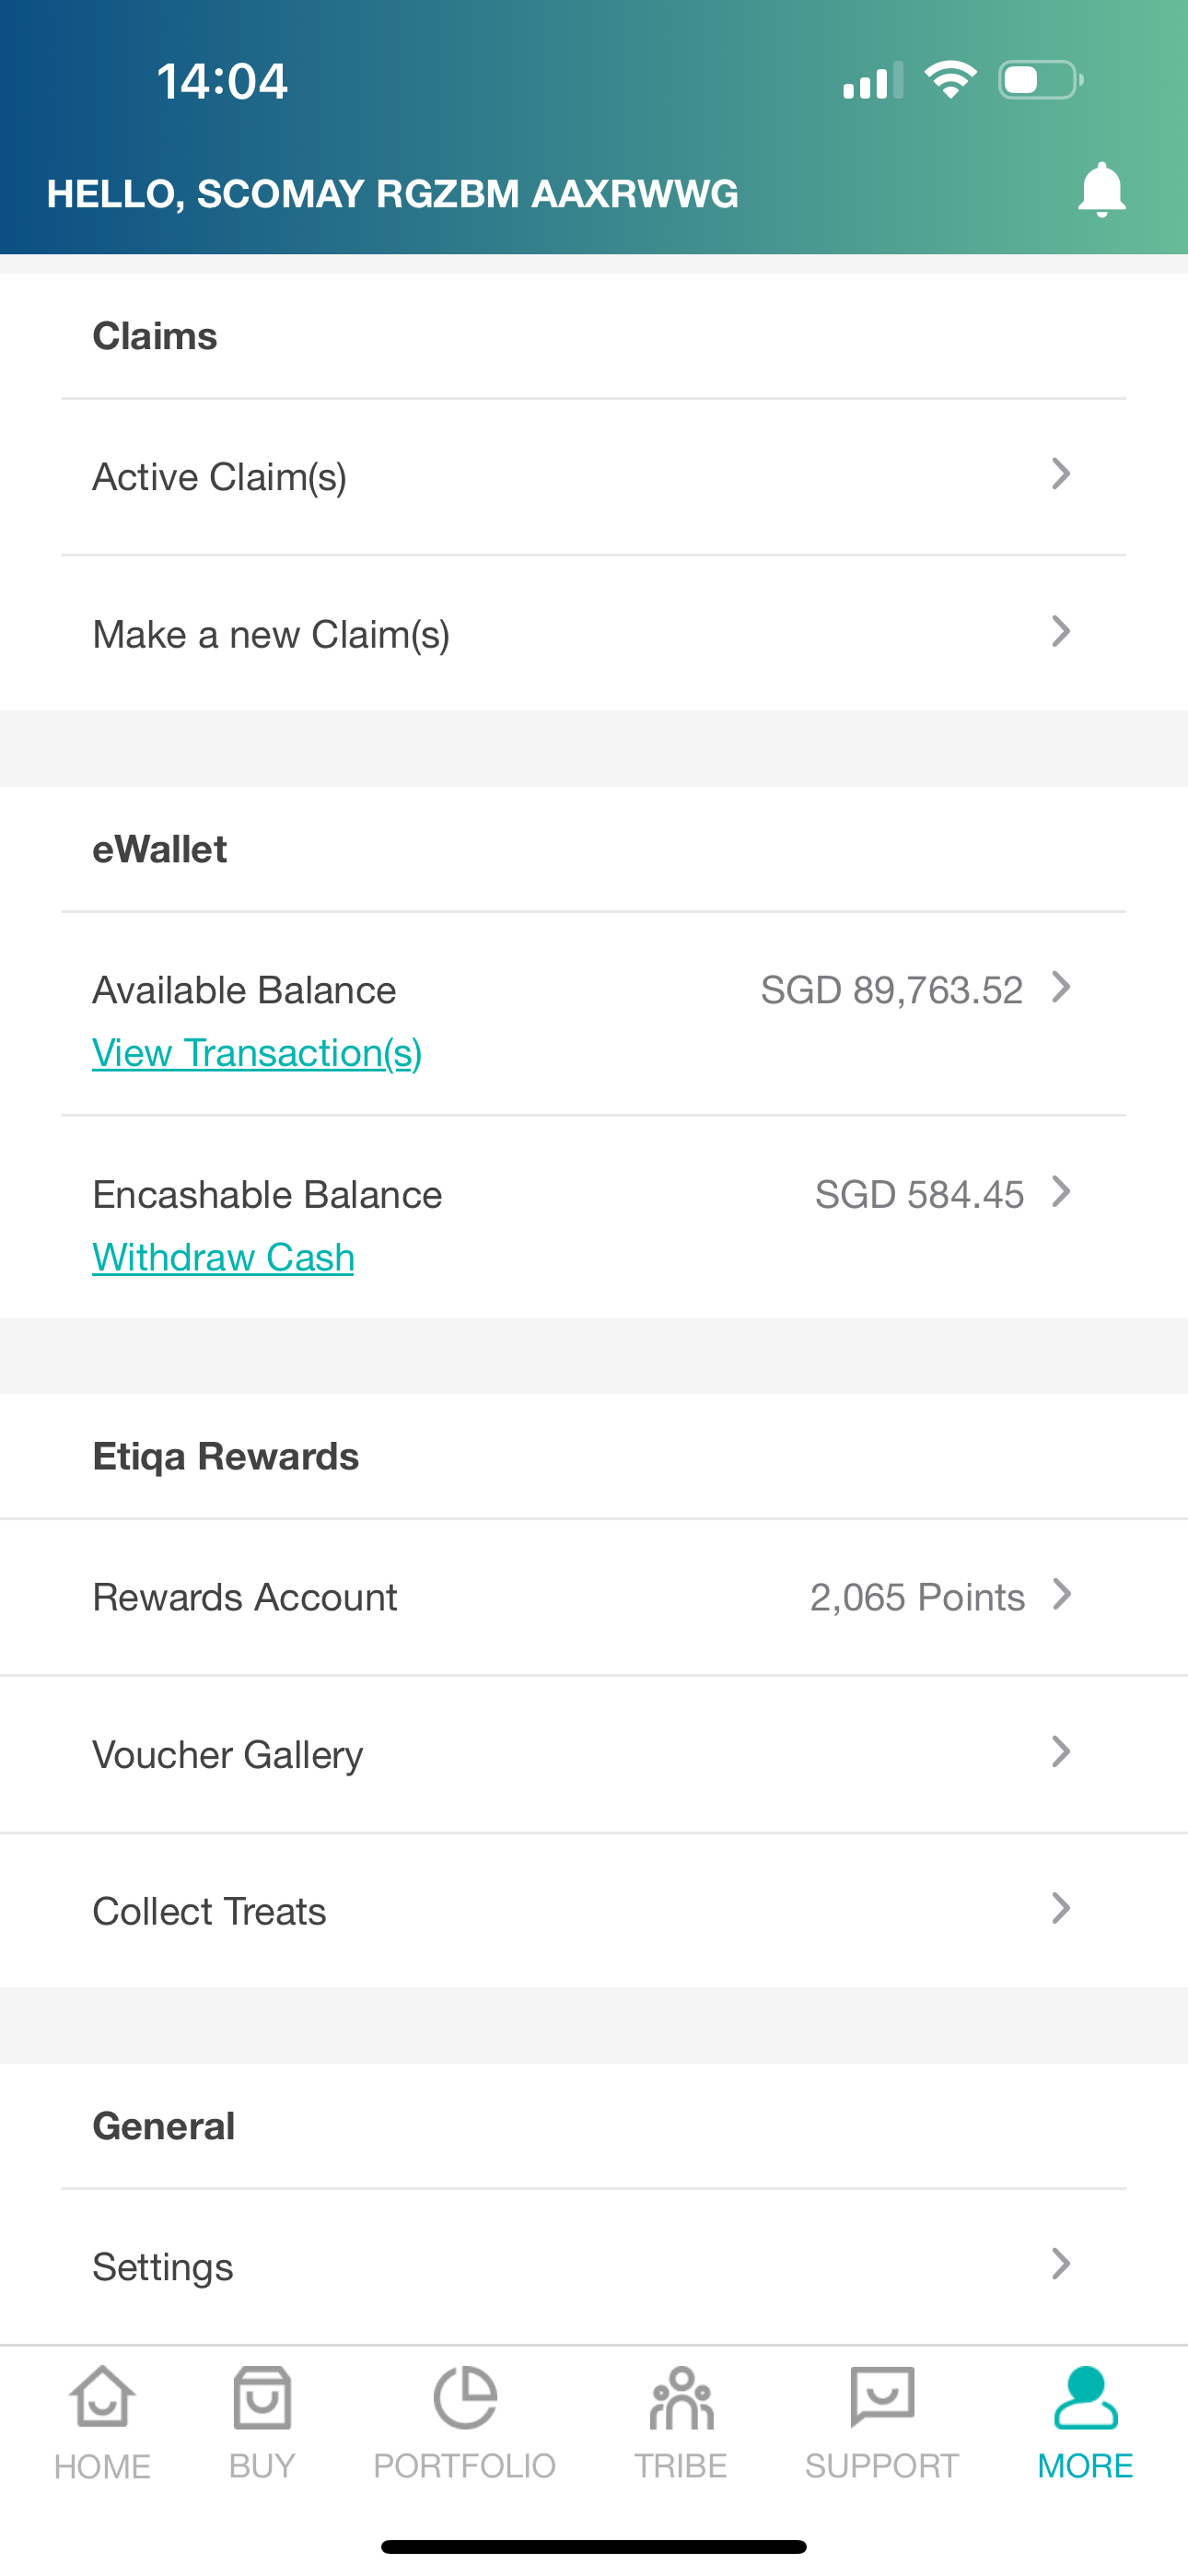 14:04
HELLO, SCOMAY RGZBM AAXRWWG
Claims
Active Claim(s)
Make a new Claim(s)
eWallet
Available Balance SGD 89,763.52
View Transaction(s)
Encashable Balance SGD 584.45
Withdraw Cash
Etiqa Rewards
Rewards Account 2,065 Points
Voucher Gallery
Collect Treats
General
Settings
HOME BUY PORTFOLIO TRIBE SUPPORT MORE